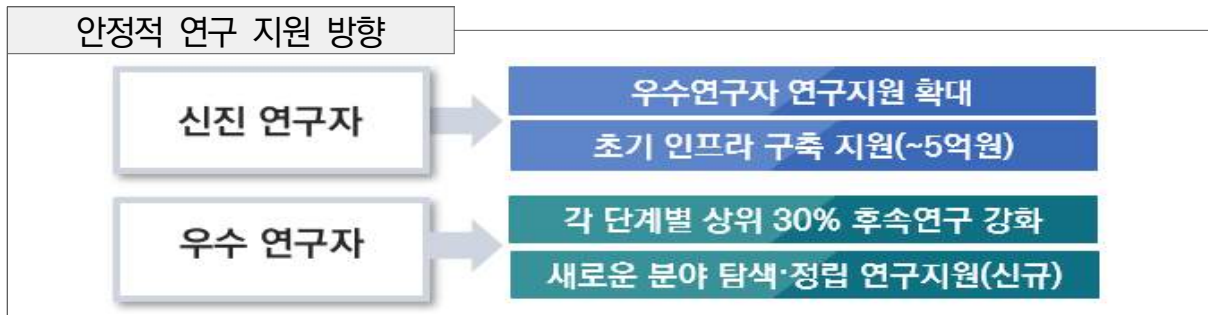 안정적 연구 지원 방향
신진 연구자
우수연구자 연구지원 확대
초기 인프라 구축 지원(~5억원)
우수 연구자
각 단계별 상위 30% 후속연구 강화
새로운 분야 탐색·정립 연구지원(신규)